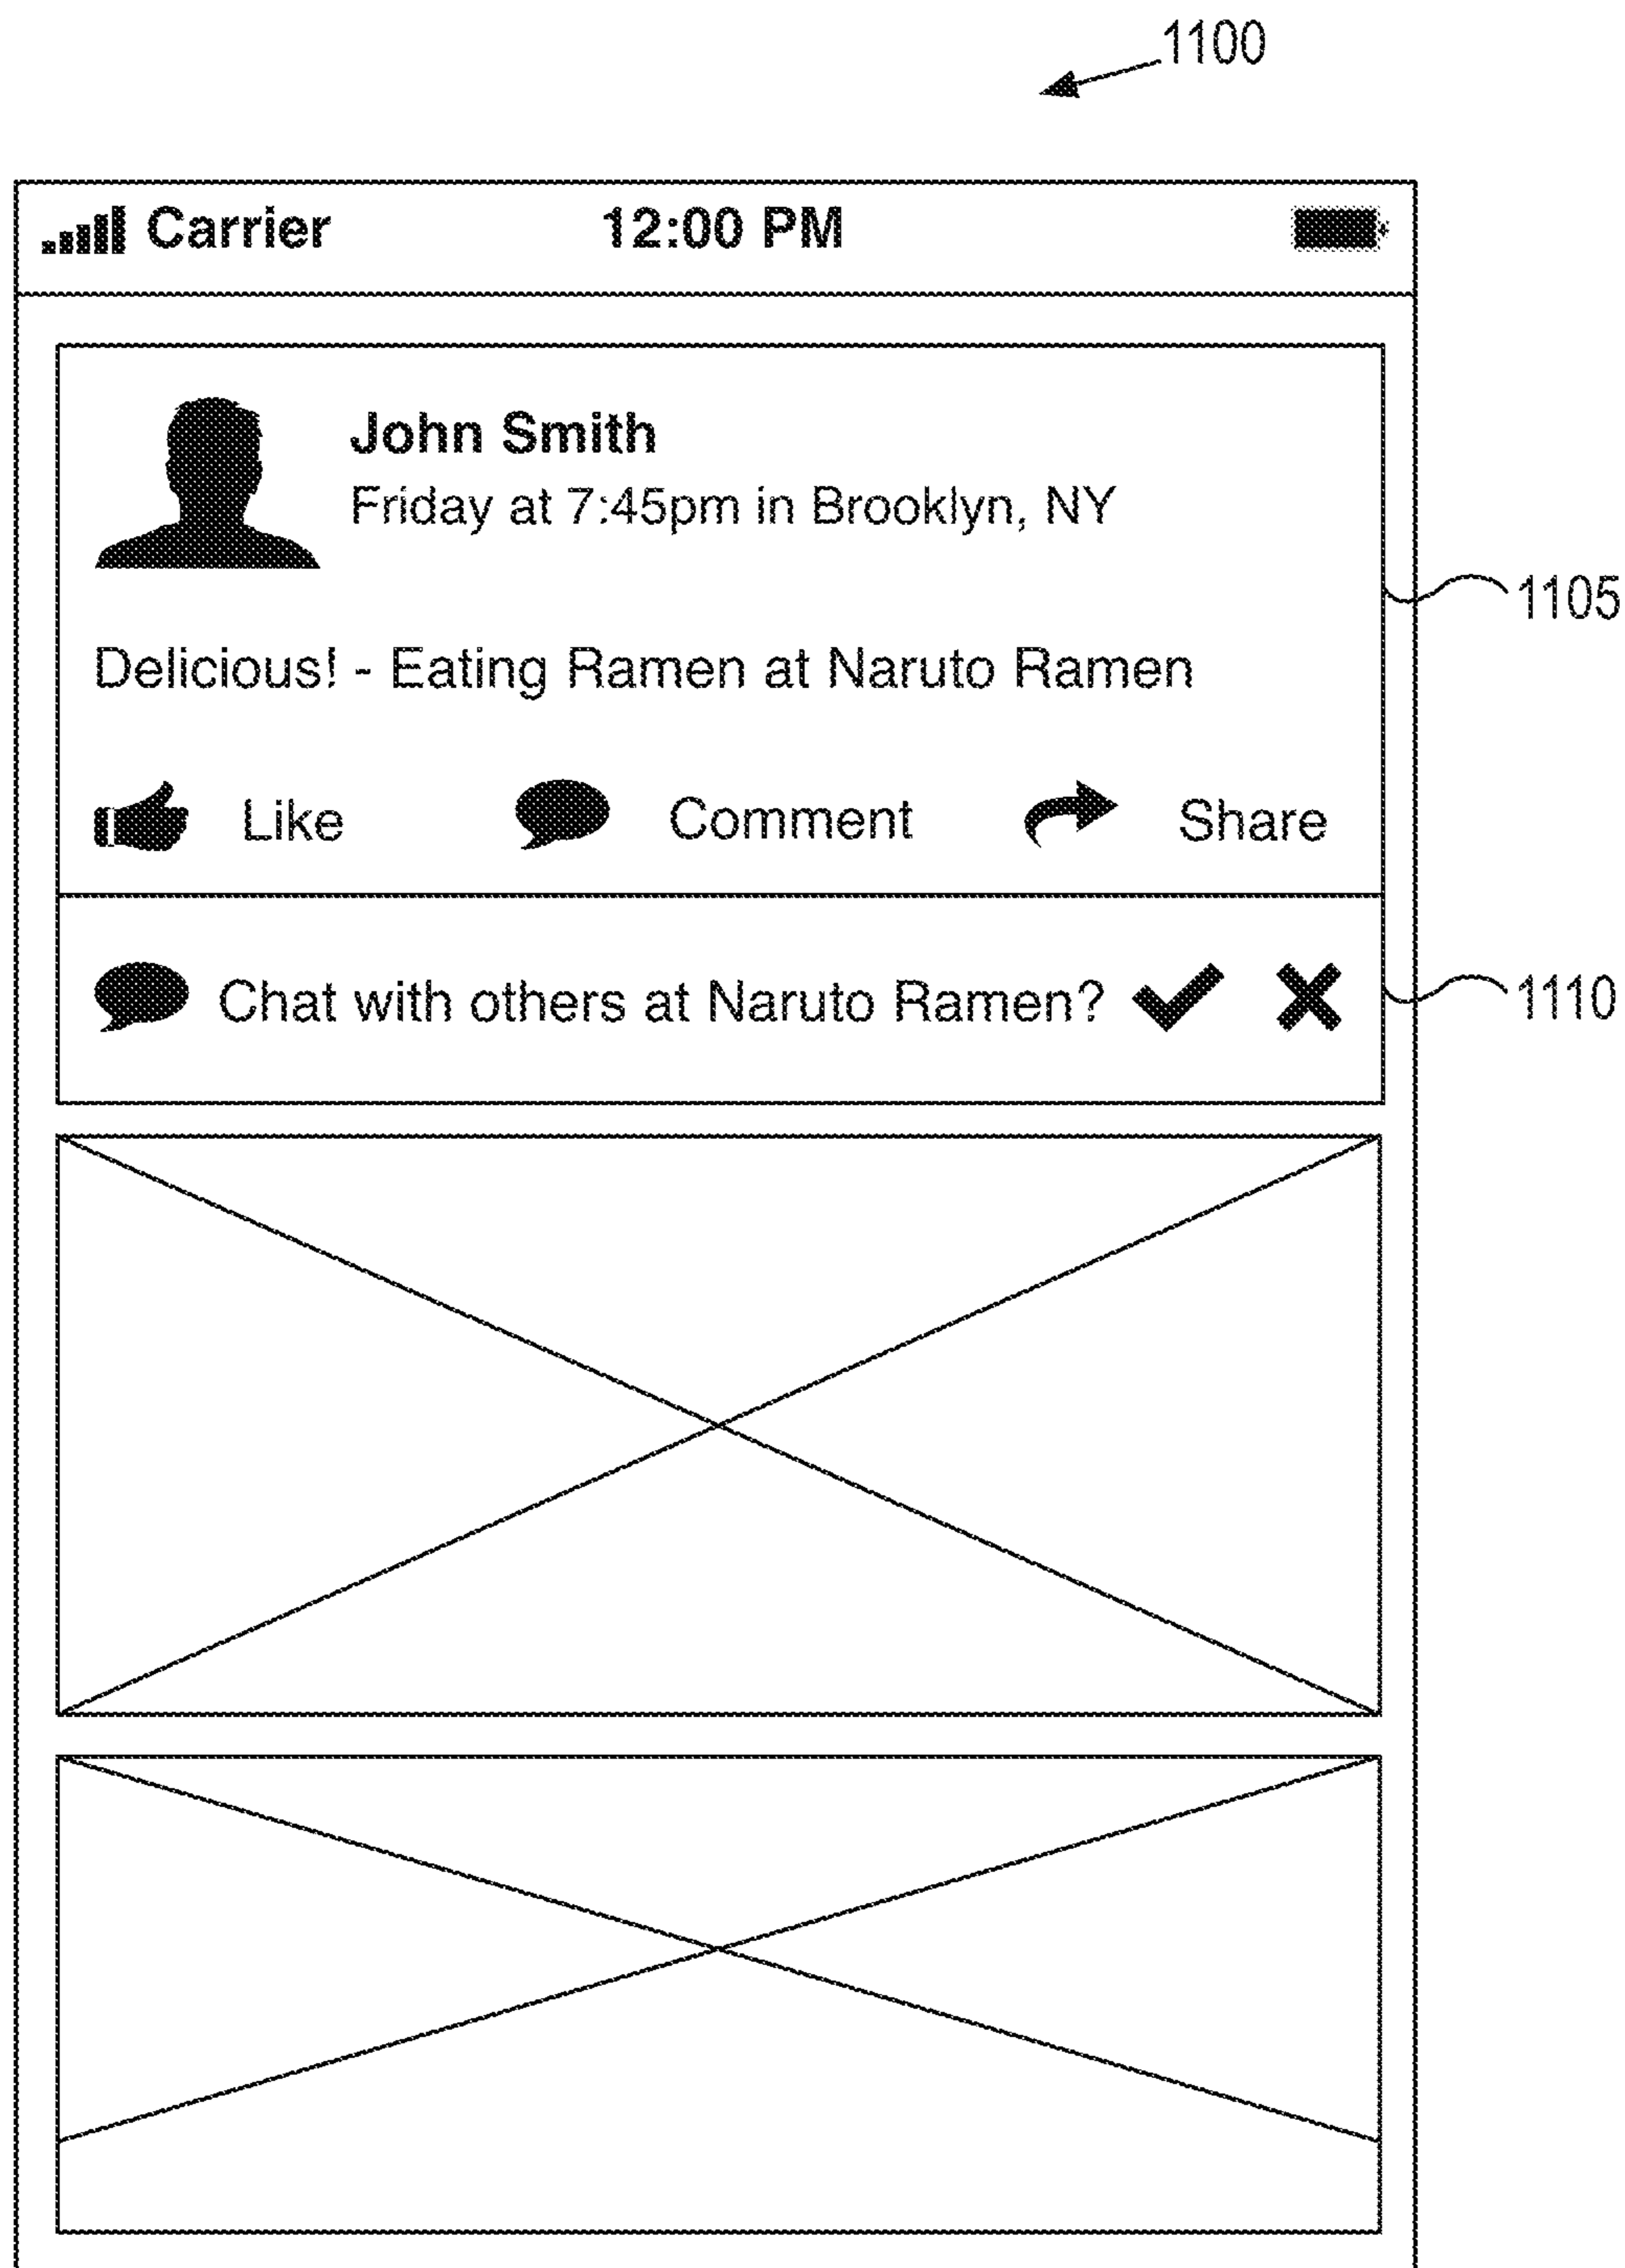 1100
Carrier 12:00 PM
John Smith
Friday at 7:45pm in Brooklyn, NY
1105
Delicious! - Eating Ramen at Naruto Ramen
Like Comment Share
Chat with others at Naruto Ramen?
1110